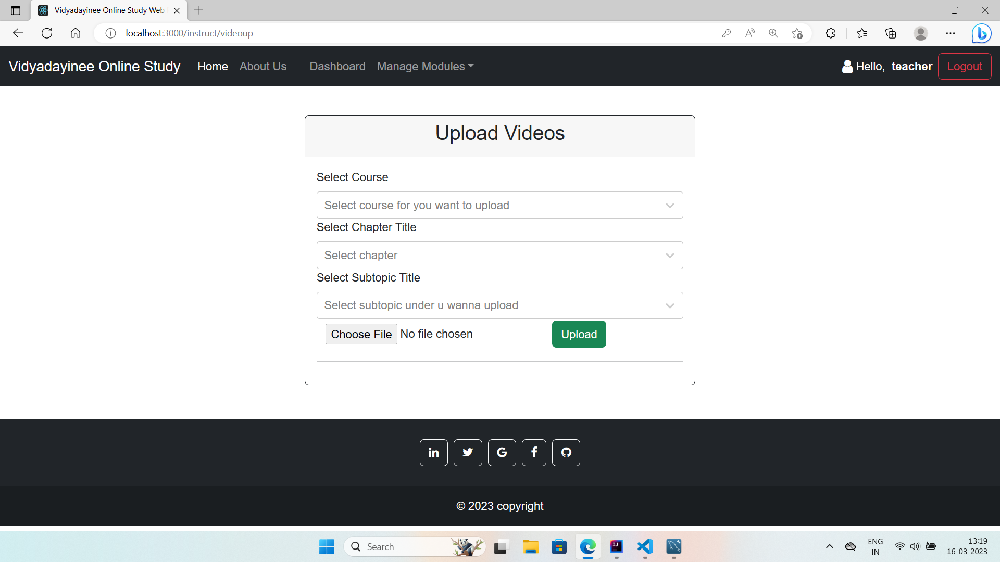 Vidyadayinee Online Study Web
localhost:3000/instruct/videoup
Vidyadayinee Online Study Home About Us Dashboard Manage Modules Hello, teacher Logout
Upload Videos
Select Course
Select course for you want to upload
Select Chapter Title
Select chapter
Select Subtopic Title
Select subtopic under u wanna upload
Choose File No file chosen Upload
© 2023 copyright
Search
ENG
IN
13:19
16-03-2023